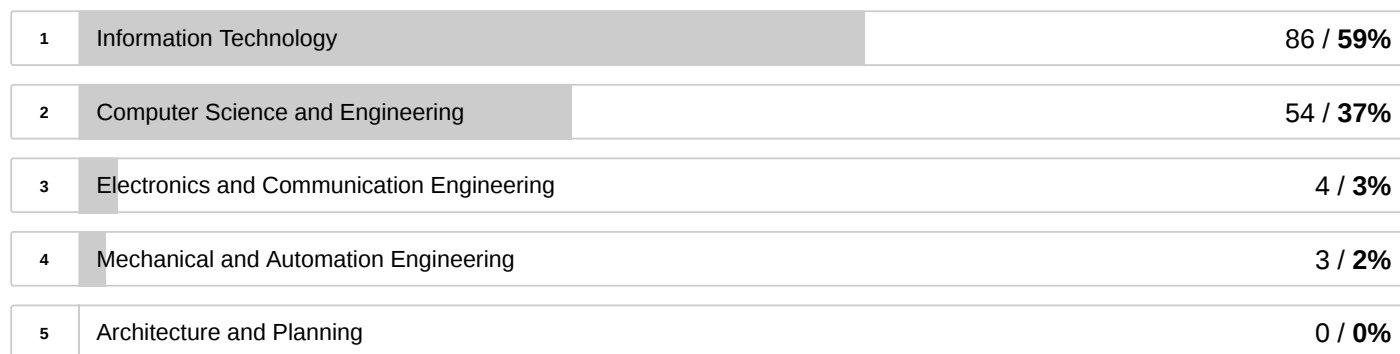 1 Information Technology 86 / 59%
2 Computer Science and Engineering 54 / 37%
3 Electronics and Communication Engineering 4 / 3%
4 Mechanical and Automation Engineering 3 / 2%
5 Architecture and Planning 0 / 0%